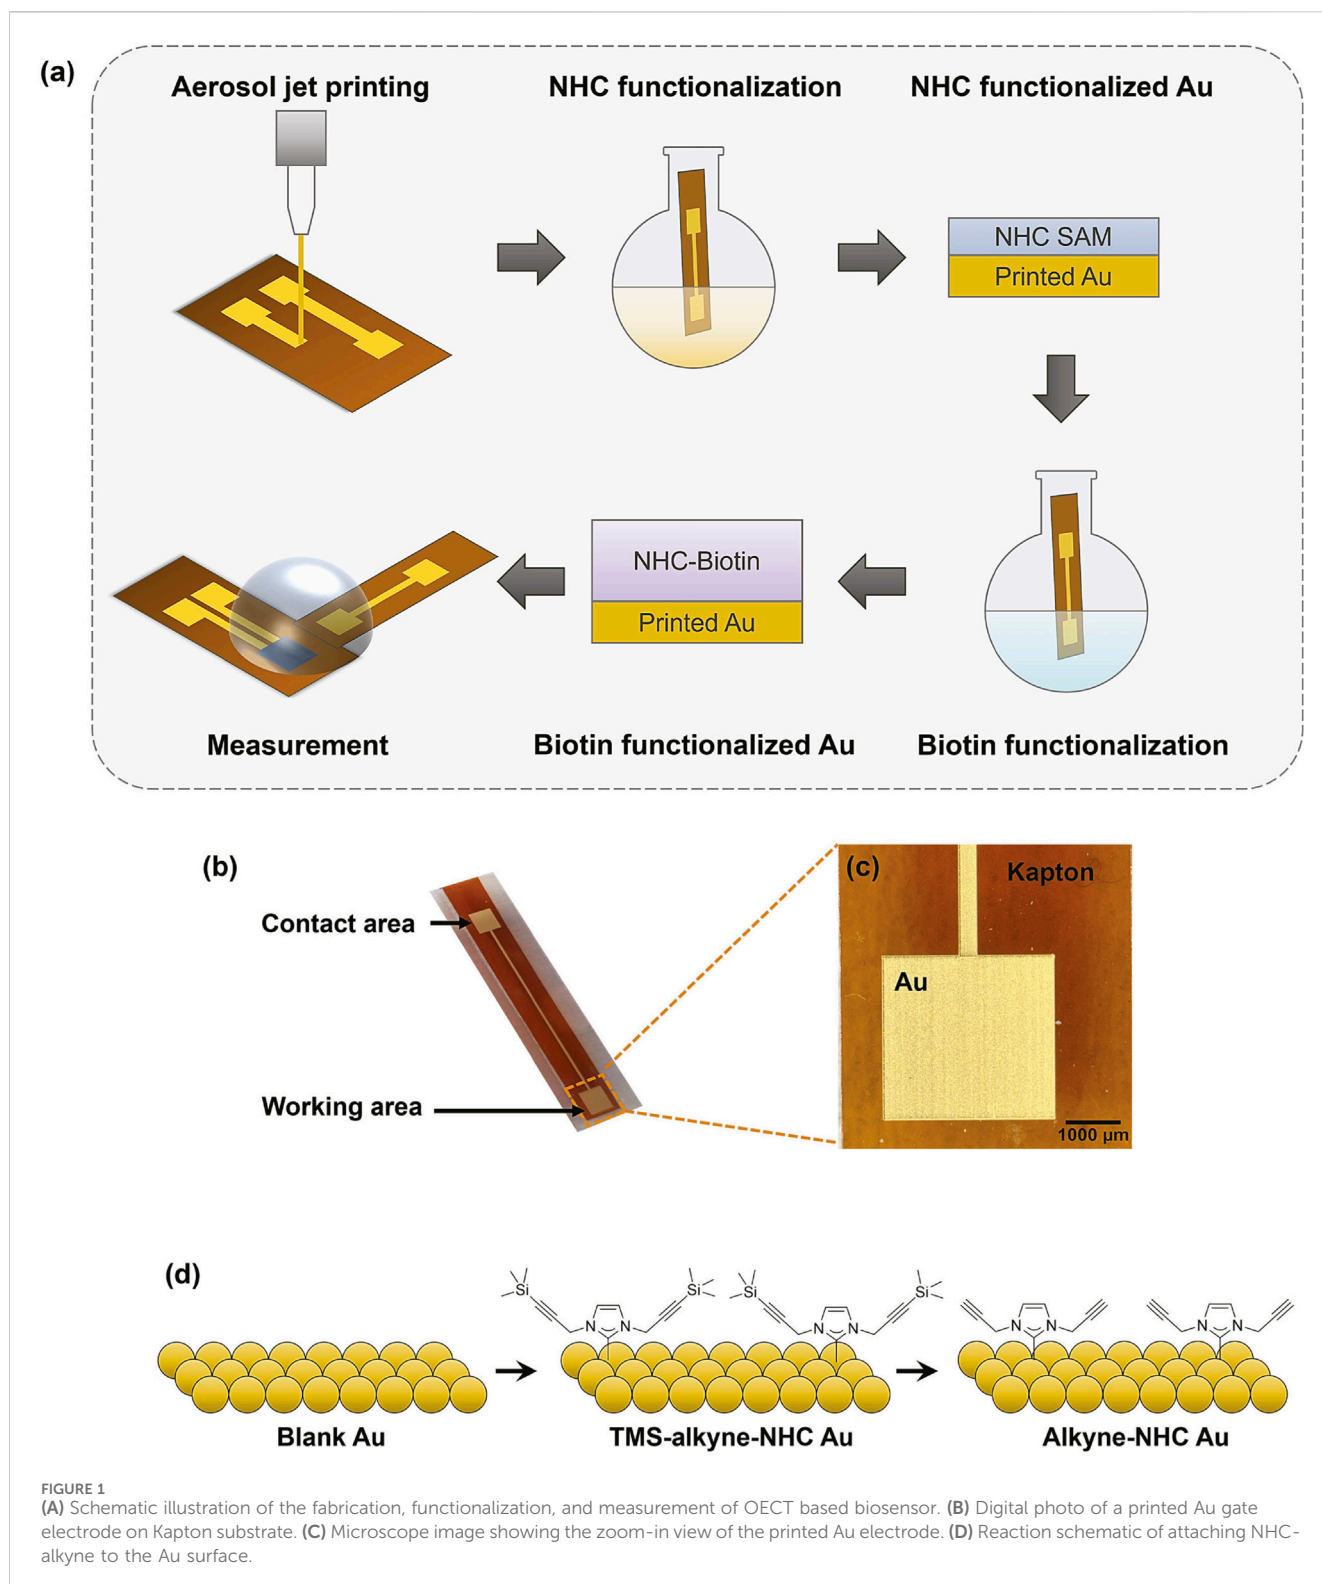 (a)
Aerosol jet printing
NHC functionalization
NHC functionalized Au
NHC SAM
Printed Au
NHC-Biotin
Printed Au
Measurement
Biotin functionalized Au
Biotin functionalization
(b)
Contact area
Working area
(c)
Kapton
Au
1000 µm
(d)
Si
Si
N
N
Si
Si
N
N
N
N
N
N
Blank Au
TMS-alkyne-NHC Au
Alkyne-NHC Au
FIGURE 1
(A) Schematic illustration of the fabrication, functionalization, and measurement of OECT based biosensor. (B) Digital photo of a printed Au gate
electrode on Kapton substrate. (C) Microscope image showing the zoom-in view of the printed Au electrode. (D) Reaction schematic of attaching NHC-
alkyne to the Au surface.